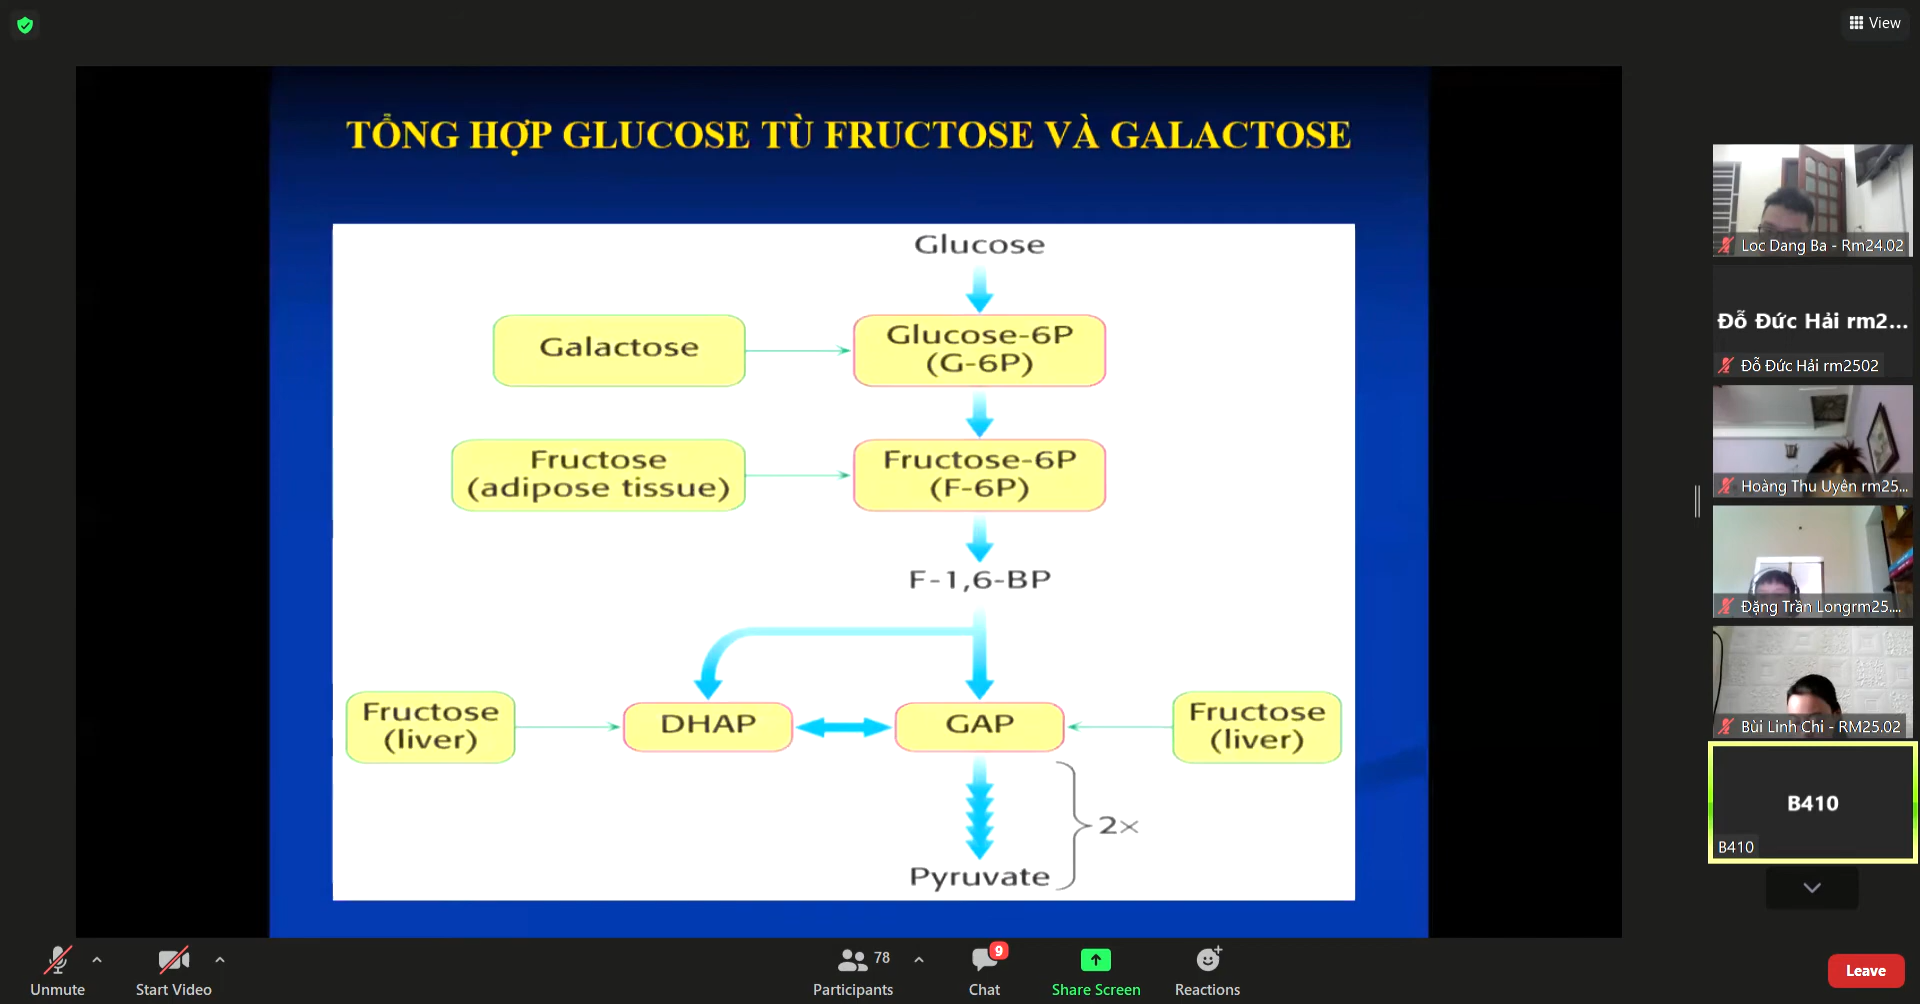 View
TỔNG HỢP GLUCOSE TÙ FRUCTOSE VÀ GALACTOSE
Glucose
Galactose
Glucose-6P
(G-6P)
Fructose
(adipose tissue)
Fructose-6P
(F-6P)
F-1,6-BP
Fructose
(liver)
DHAP
GAP
Fructose
(liver)
2×
Pyruvate
Loc Dang Ba - Rm24.02
Đỗ Đức Hải rm2...
Đỗ Đức Hải rm2502
Hoàng Thu Uyên rm25...
Đặng Trần Longrm25....
Bùi Linh Chi - RM25.02
B410
B410
Unmute
Start Video
Participants
78
Chat
9
Share Screen
Reactions
Leave